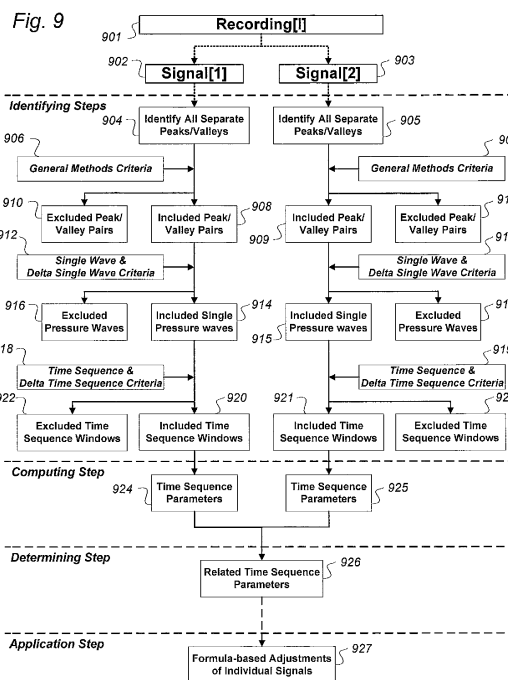 Fig. 9
Recording[I]
901
902
903
Signal[1]
Signal[2]
Identifying Steps
904
Identify All Separate
Peaks/Valleys
Identify All Separate
Peaks/Valleys
905
906
General Methods Criteria
General Methods Criteria
910
Excluded Peak/
Valley Pairs
Included Peak/
Valley Pairs
908
909
Included Peak/
Valley Pairs
Excluded Peak/
Valley Pairs
912
Single Wave &
Delta Single Wave Criteria
Single Wave &
Delta Single Wave Criteria
916
Excluded
Pressure Waves
Included Single
Pressure waves
914
915
Included Single
Pressure waves
Excluded
Pressure Waves
Time Sequence &
Delta Time Sequence Criteria
Time Sequence &
Delta Time Sequence Criteria
Excluded Time
Sequence Windows
Included Time
Sequence Windows
920
921
Included Time
Sequence Windows
Excluded Time
Sequence Windows
Computing Step
924
Time Sequence
Parameters
Time Sequence
Parameters
925
Determining Step
Related Time Sequence
Parameters
926
Application Step
Formula-based Adjustments
of Individual Signals
927